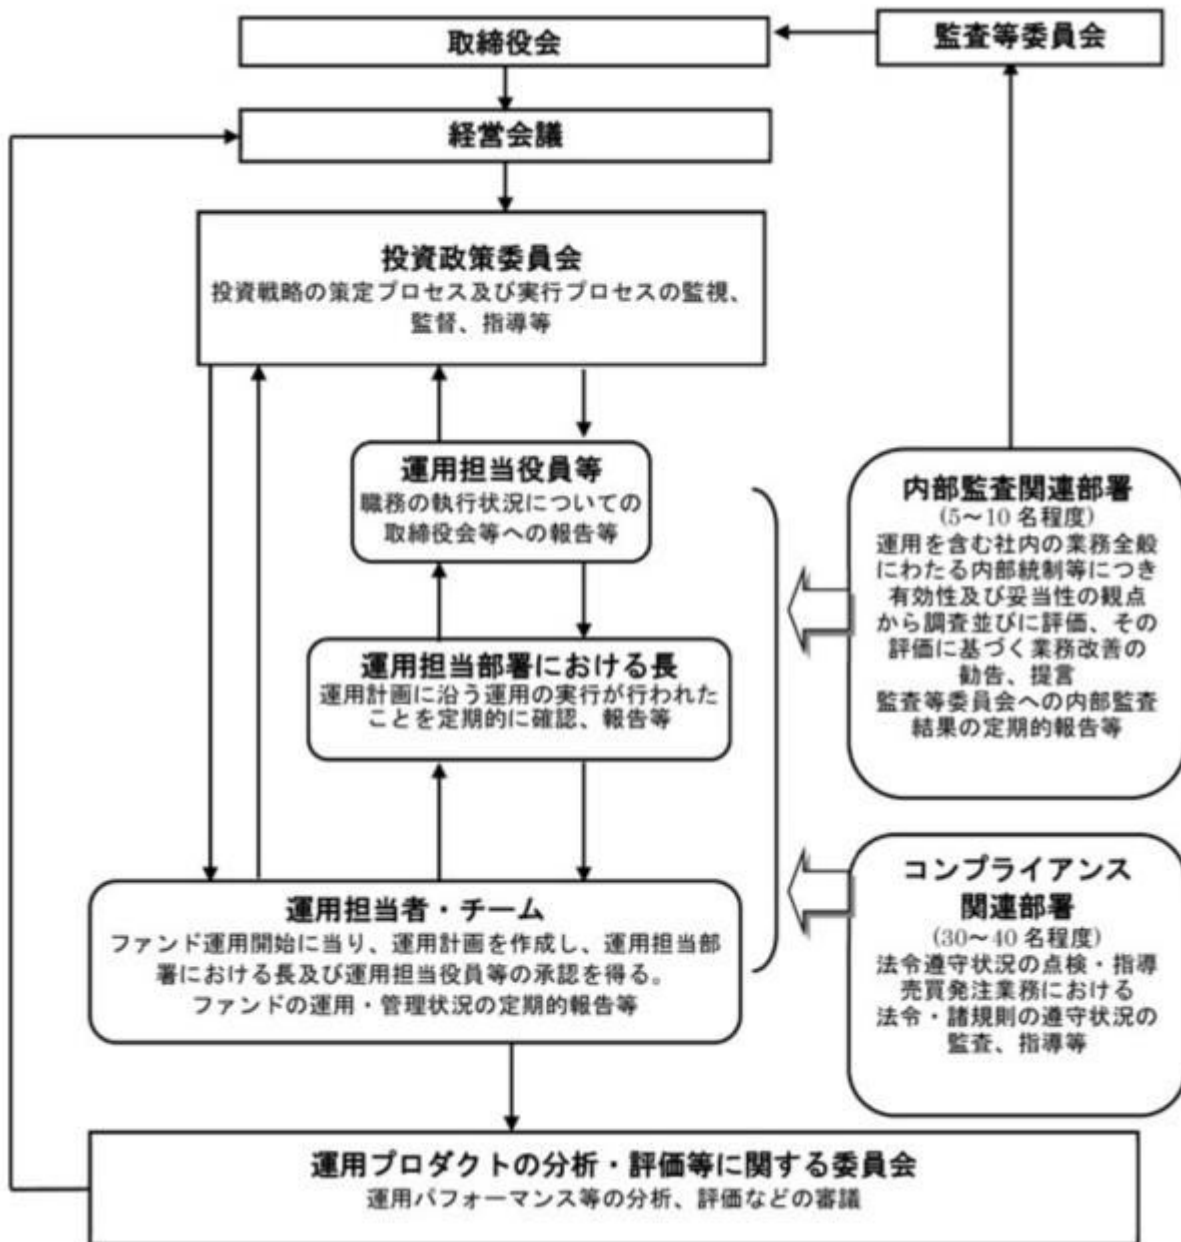 取締役会
監査等委員会
経営会議
投資政策委員会
投資戦略の策定プロセス及び実行プロセスの監視、
監督、指導等
運用担当役員等
職務の執行状況についての
取締役会等への報告等
運用担当部署における長
運用計画に沿う運用の実行が行われた
ことを定期的に確認、報告等
運用担当者・チーム
ファンド運用開始に当り、運用計画を作成し、運用担当部
署における長及び運用担当役員等の承認を得る。
ファンドの運用・管理状況の定期的報告等
内部監査関連部署
(5～10 名程度)
運用を含む社内の業務全般
にわたる内部統制等につき
有効性及び妥当性の観点
から調査並びに評価、その
評価に基づく業務改善の
勧告、提言
監査等委員会への内部監査
結果の定期的報告等
コンプライアンス
関連部署
(30～40 名程度)
法令遵守状況の点検・指導
売買発注業務における
法令・諸規則の遵守状況の
監査、指導等
運用プロダクトの分析・評価等に関する委員会
運用パフォーマンス等の分析、評価などの審議